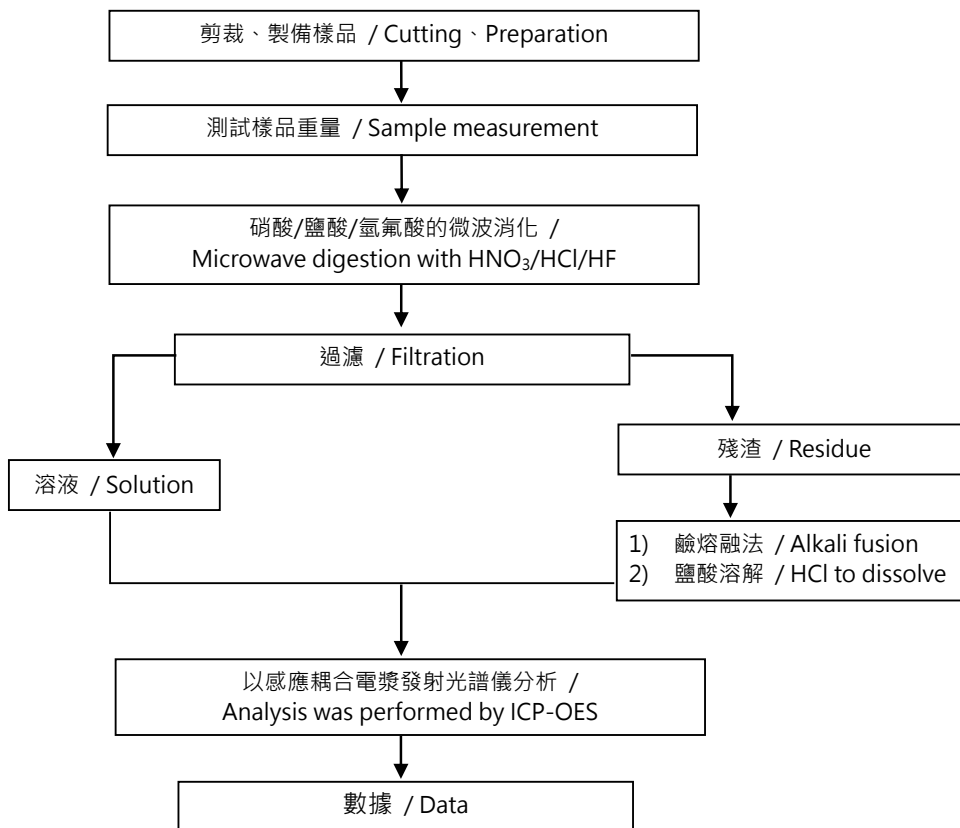 剪裁、製備樣品 / Cutting、Preparation
測試樣品重量 / Sample measurement
硝酸/鹽酸/氫氟酸的微波消化 /
Microwave digestion with HNO₃/HCl/HF
過濾 / Filtration
溶液 / Solution
殘渣 / Residue
1) 鹼熔融法 / Alkali fusion
2) 鹽酸溶解 / HCl to dissolve
以感應耦合電漿發射光譜儀分析 /
Analysis was performed by ICP-OES
數據 / Data